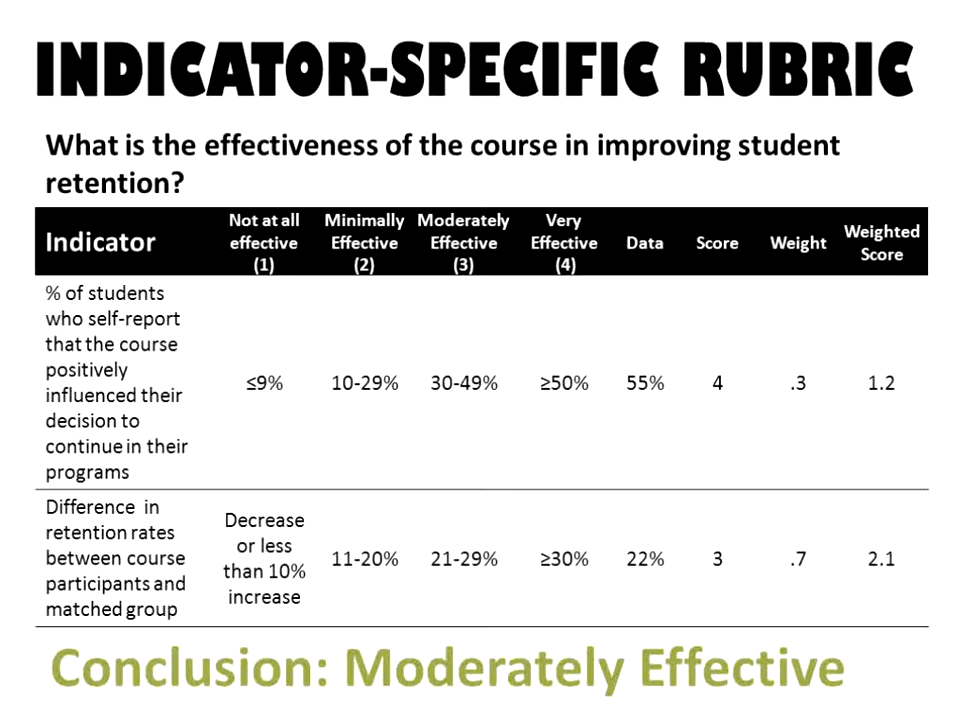 INDICATOR-SPECIFIC RUBRIC
What is the effectiveness of the course in improving student
retention?
Indicator
Not at all
effective
(1)
Minimally
Effective
(2)
Moderately
Effective
(3)
Very
Effective
(4)
Data
Score
Weight
Weighted
Score
% of students
who self-report
that the course
positively
influenced their
decision to
continue in their
programs
≤9%
10-29%
30-49%
≥50%
55%
4
.3
1.2
Difference in
retention rates
between course
participants and
matched group
Decrease
or less
than 10%
increase
11-20%
21-29%
≥30%
22%
3
.7
2.1
Conclusion: Moderately Effective